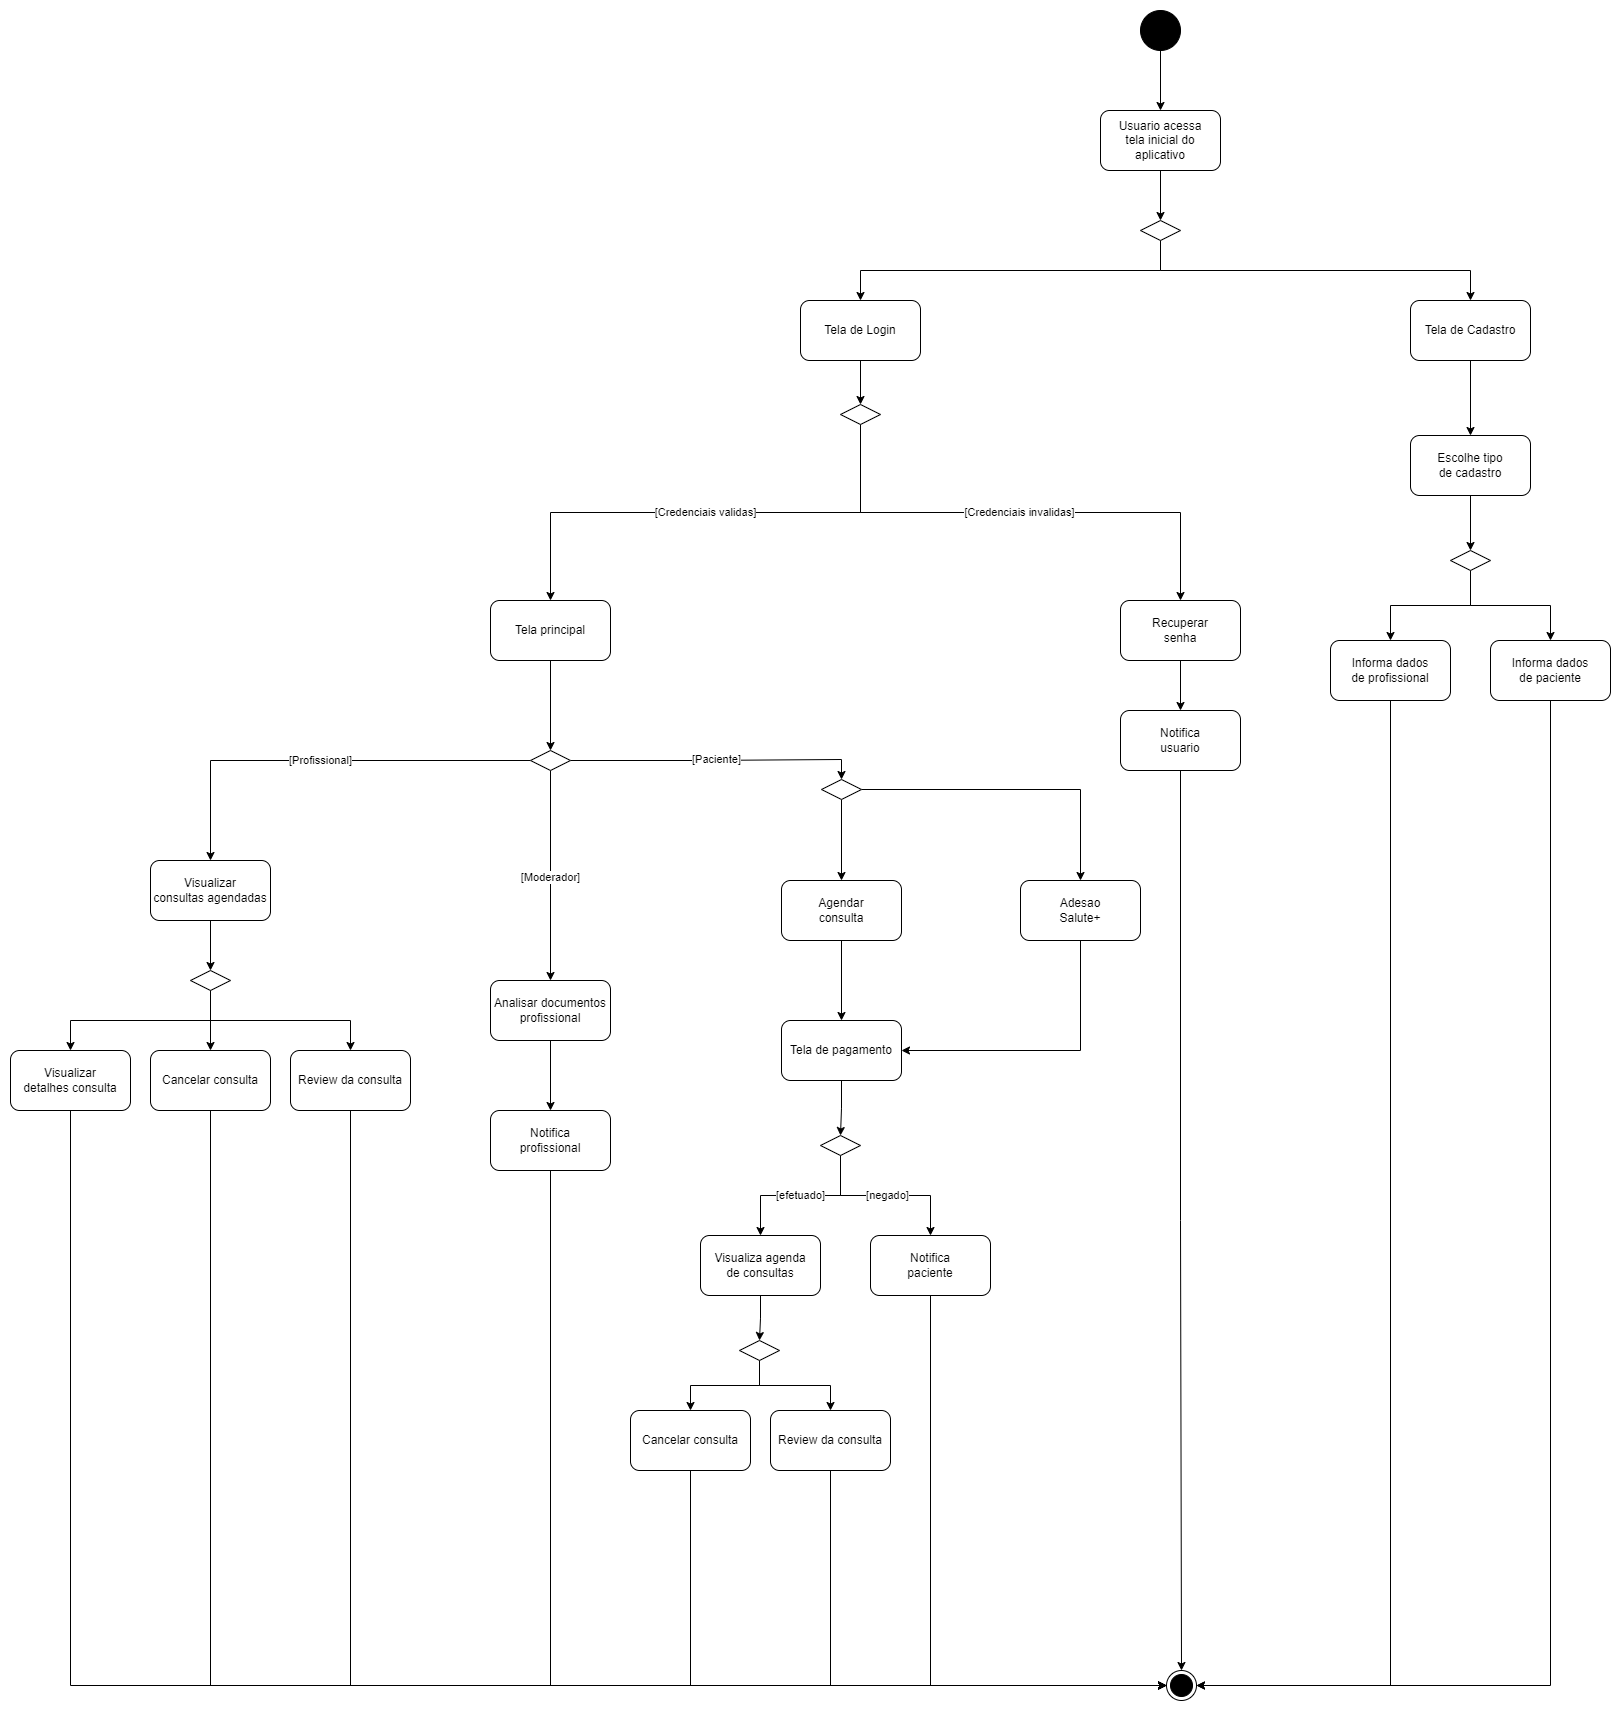 Usuario acessa
tela inicial do
aplicativo
Tela de Login
Tela de Cadastro
Escolhe tipo
de cadastro
[Credenciais validas]
[Credenciais invalidas]
Tela principal
Recuperar
senha
Informa dados
de profissional
Informa dados
de paciente
Notifica
usuario
[Profissional]
[Paciente]
[Moderador]
Visualizar
consultas agendadas
Agendar
consulta
Adesao
Salute+
Analisar documentos
profissional
Tela de pagamento
Visualizar
detalhes consulta
Cancelar consulta
Review da consulta
Notifica
profissional
[efetuado]
[negado]
Visualiza agenda
de consultas
Notifica
paciente
Cancelar consulta
Review da consulta